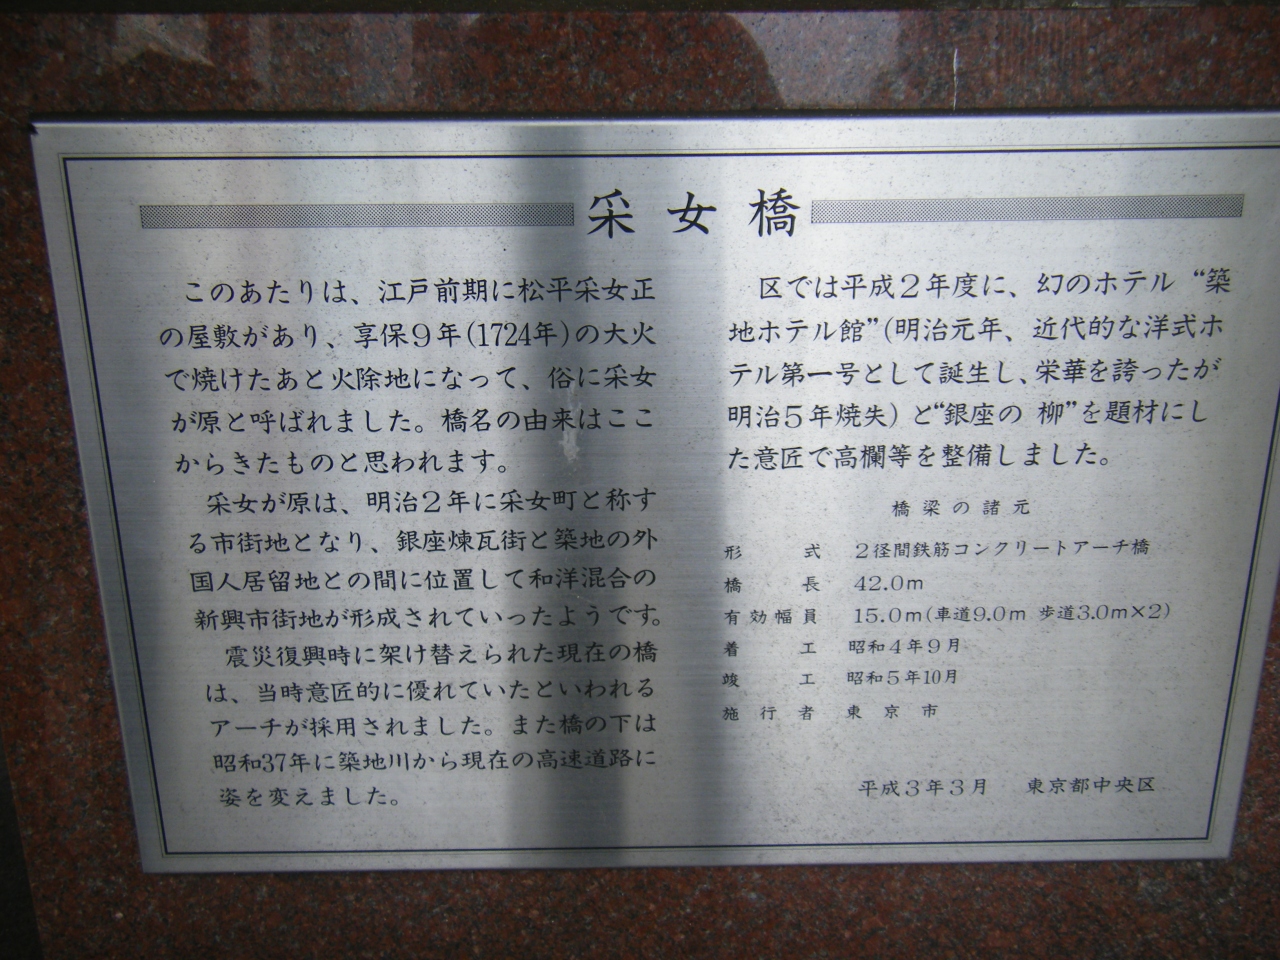 采女橋
このあたりは、江戸前期に松平采女正
の屋敷があり、享保9年(1724年)の大火
で焼けたあと火除地になって、俗に采女
が原と呼ばれました。橋名の由来はここ
からきたものと思われます。
采女が原は、明治2年に采女町と称す
る市街地となり、銀座煉瓦街と築地の外
国人居留地との間に位置して和洋混合の
新興市街地が形成されていったようです。
震災復興時に架け替えられた現在の橋
は、当時意匠的に優れていたといわれる
アーチが採用されました。また橋の下は
昭和37年に築地川から現在の高速道路に
姿を変えました。
区では平成2年度に、幻のホテル“築
地ホテル館”(明治元年、近代的な洋式ホ
テル第一号として誕生し、栄華を誇ったが
明治5年焼失)と“銀座の 柳”を題材にし
た意匠で高欄等を整備しました。
橋梁の諸元
形式 2径間鉄筋コンクリートアーチ橋
橋長 42.0m
有効幅員 15.0m(車道9.0m 歩道3.0m×2)
着工 昭和4年9月
竣工 昭和5年10月
施行者 東京市
平成3年3月 東京都中央区